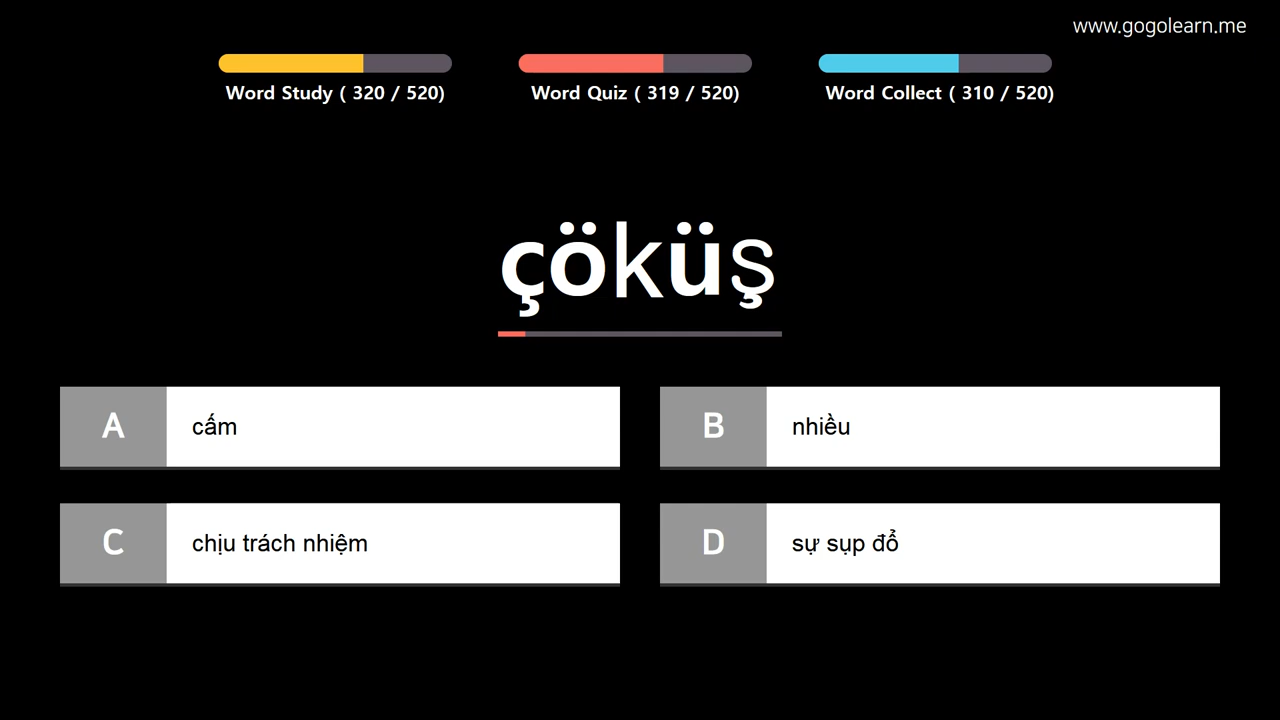 www.gogolearn.me
Word Study ( 320 / 520)
Word Quiz ( 319 / 520)
Word Collect ( 310 / 520)
çöküş
A
cấm
B
nhiều
C
chịu trách nhiệm
D
sự sụp đổ